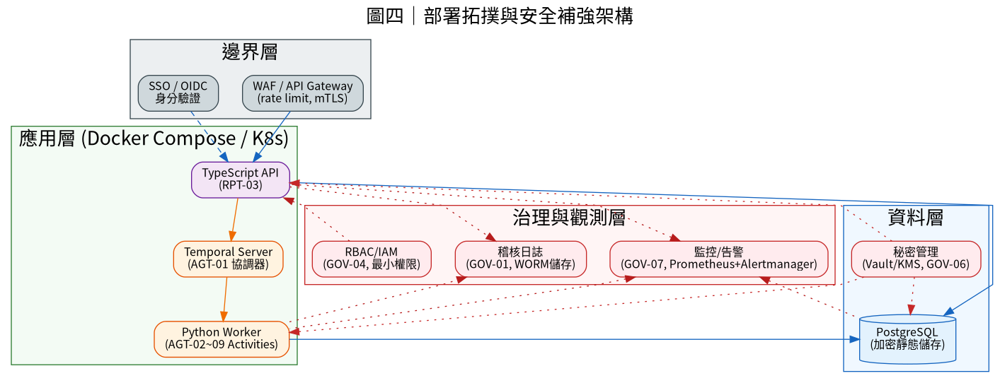 圖四｜部署拓撲與安全補強架構
邊界層
SSO / OIDC
身分驗證
WAF / API Gateway
(rate limit, mTLS)
應用層 (Docker Compose / K8s)
TypeScript API
(RPT-03)
Temporal Server
(AGT-01 協調器)
Python Worker
(AGT-02~09 Activities)
治理與觀測層
RBAC/IAM
(GOV-04, 最小權限)
稽核日誌
(GOV-01, WORM儲存)
監控/告警
(GOV-07, Prometheus+Alertmanager)
資料層
秘密管理
(Vault/KMS, GOV-06)
PostgreSQL
(加密靜態儲存)